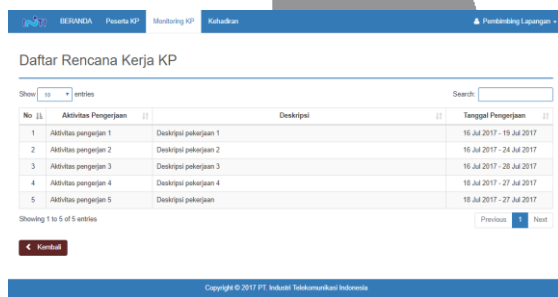 INTI BERANDA Peserta KP Monitoring KP Kehadiran Pembimbing Lapangan
Daftar Rencana Kerja KP
Show 10 entries Search:
No Aktivitas Pengerjaan Deskripsi Tanggal Pengerjaan
1 Aktivitas pengerjan 1 Deskripsi pekerjaan 1 16 Jul 2017 - 19 Jul 2017
2 Aktivitas pengerjan 2 Deskripsi pekerjaan 2 16 Jul 2017 - 24 Jul 2017
3 Aktivitas pengerjan 3 Deskripsi pekerjaan 3 16 Jul 2017 - 28 Jul 2017
4 Aktivitas pengerjan 4 Deskripsi pekerjaan 4 18 Jul 2017 - 27 Jul 2017
5 Aktivitas pengerjan 5 Deskripsi pekerjaan 18 Jul 2017 - 27 Jul 2017
Showing 1 to 5 of 5 entries Previous 1 Next
Kembali
Copyright © 2017 PT. Industri Telekomunikasi Indonesia